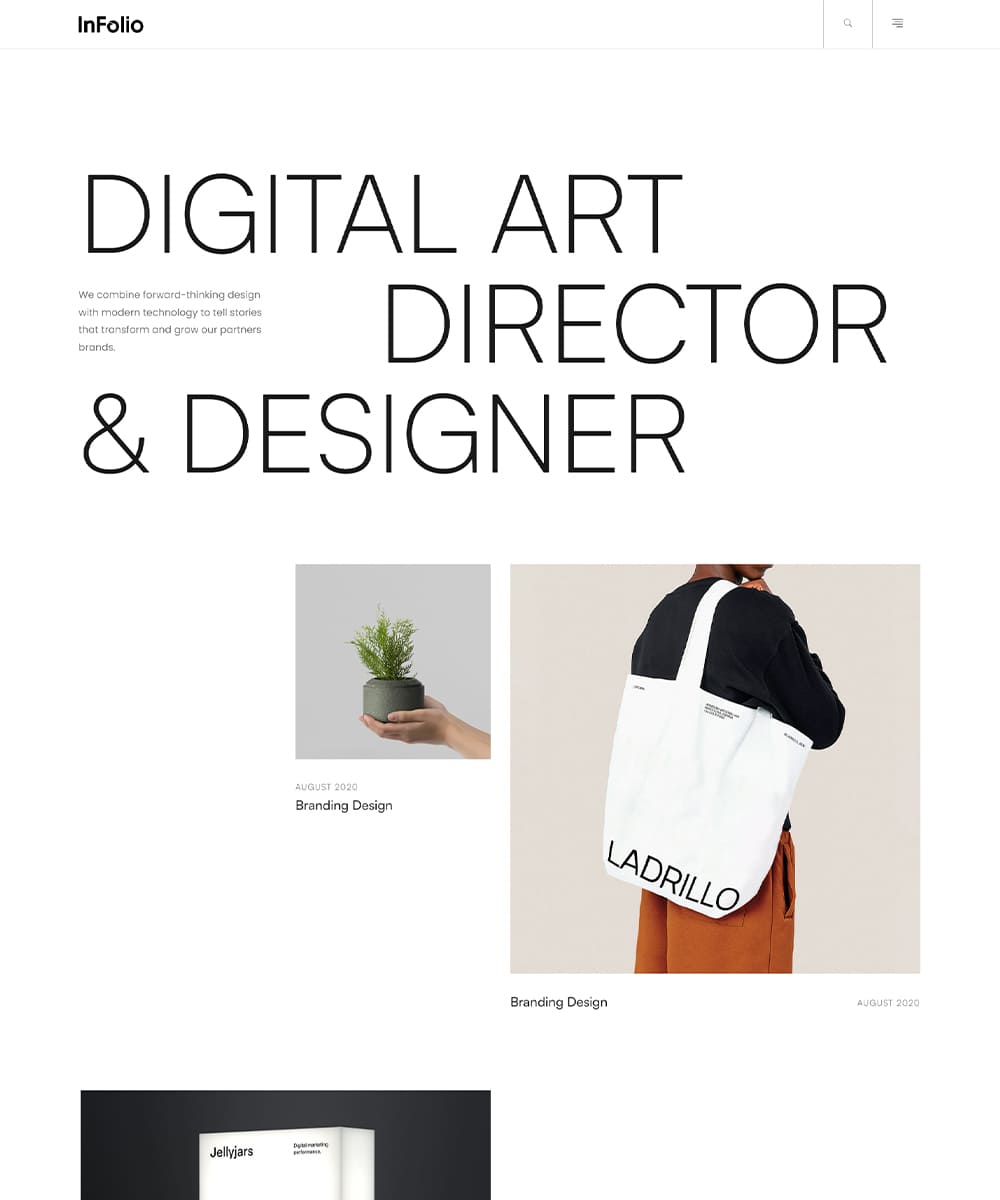 InFolio
DIGITAL ART
We combine forward-thinking design
with modern technology to tell stories
that transform and grow our partners
brands.
DIRECTOR
& DESIGNER
AUGUST 2020
Branding Design
LADRILLO
Branding Design
AUGUST 2020
Jellyjars
Digital marketing
performance.